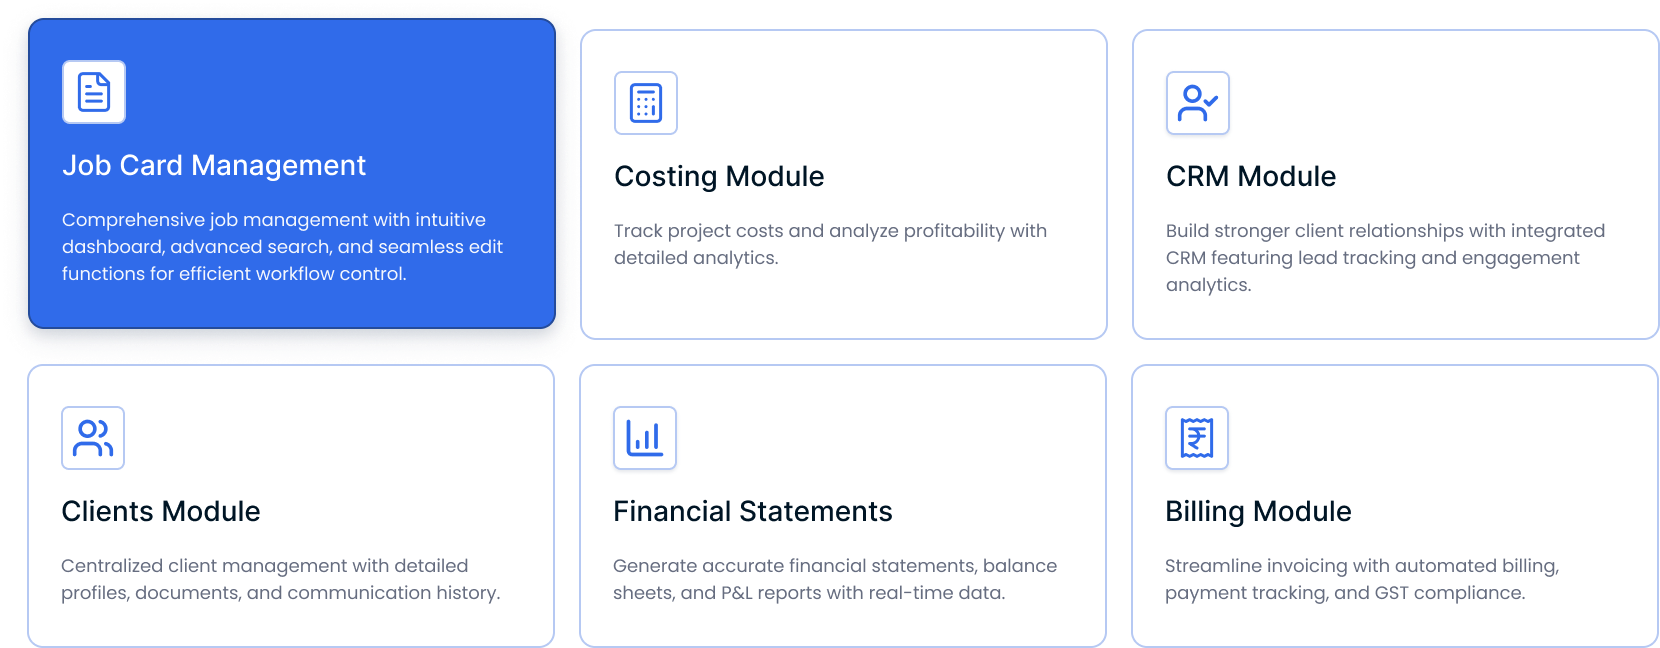 Job Card Management
Comprehensive job management with intuitive
dashboard, advanced search, and seamless edit
functions for efficient workflow control.
Costing Module
Track project costs and analyze profitability with
detailed analytics.
CRM Module
Build stronger client relationships with integrated
CRM featuring lead tracking and engagement
analytics.
Clients Module
Centralized client management with detailed
profiles, documents, and communication history.
Financial Statements
Generate accurate financial statements, balance
sheets, and P&L reports with real-time data.
₹
Billing Module
Streamline invoicing with automated billing,
payment tracking, and GST compliance.